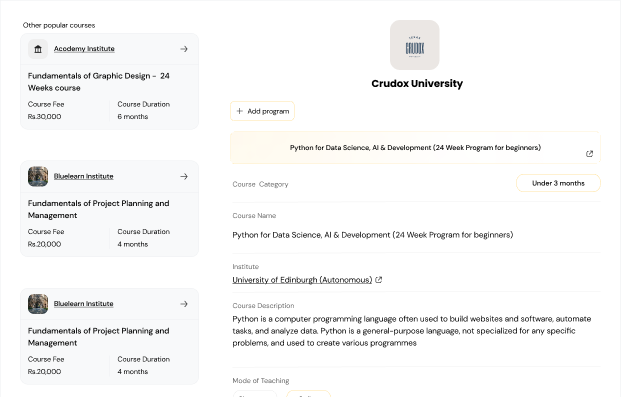 Other popular courses
Acodemy Institute
Fundamentals of Graphic Design - 24
Weeks course
Course Fee
Course Duration
Rs.30,000
6 months
Bluelearn Institute
Fundamentals of Project Planning and
Management
Course Fee
Course Duration
Rs.20,000
4 months
Bluelearn Institute
Fundamentals of Project Planning and
Management
Course Fee
Course Duration
Rs.20,000
4 months
CRUDOX
Crudox University
Add program
Python for Data Science, AI & Development (24 Week Program for beginners)
Course Category
Under 3 months
Course Name
Python for Data Science, AI & Development (24 Week Program for beginners)
Institute
University of Edinburgh (Autonomous)
Course Description
Python is a computer programming language often used to build websites and software, automate
tasks, and analyze data. Python is a general-purpose language, not specialized for any specific
problems, and used to create various programmes
Mode of Teaching